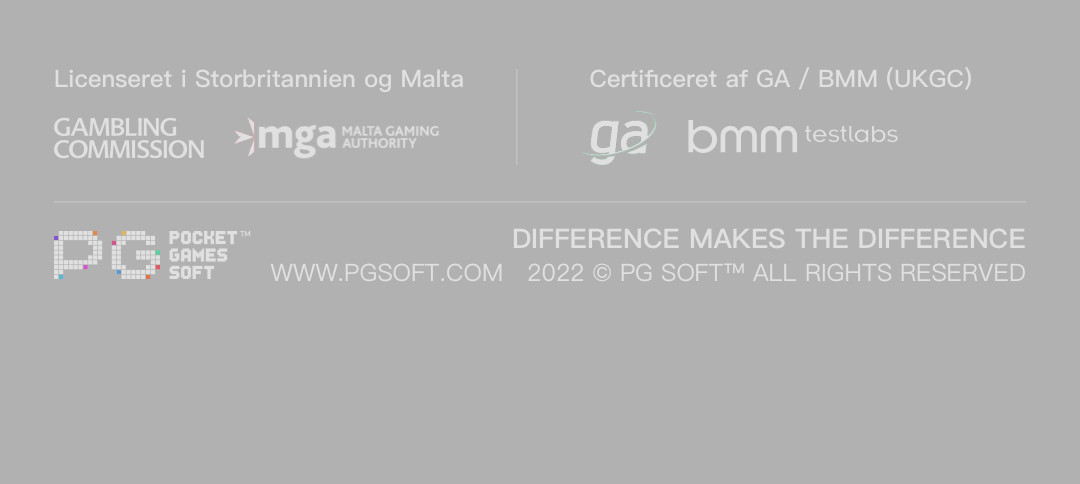 Licenseret i Storbritannien og Malta
GAMBLING
COMMISSION
mga MALTA GAMING
AUTHORITY
Certificeret af GA / BMM (UKGC)
ga
bmm testlabs
PG POCKET™
GAMES
SOFT
WWW.PGSOFT.COM
DIFFERENCE MAKES THE DIFFERENCE
2022 © PG SOFT™ ALL RIGHTS RESERVED